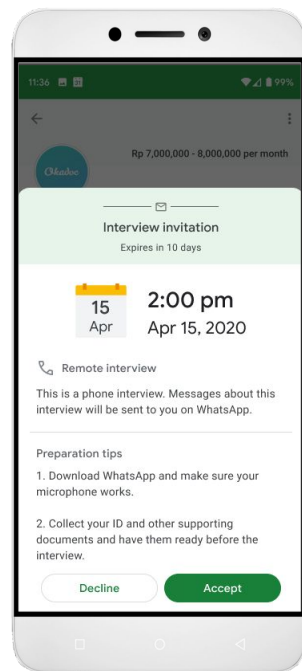 11:36 99%
Rp 7,000,000 - 8,000,000 per month
Okadoc
Interview invitation
Expires in 10 days
15
Apr
2:00 pm
Apr 15, 2020
Remote interview
This is a phone interview. Messages about this
interview will be sent to you on WhatsApp.
Preparation tips
1. Download WhatsApp and make sure your
microphone works.
2. Collect your ID and other supporting
documents and have them ready before the
interview.
Decline Accept